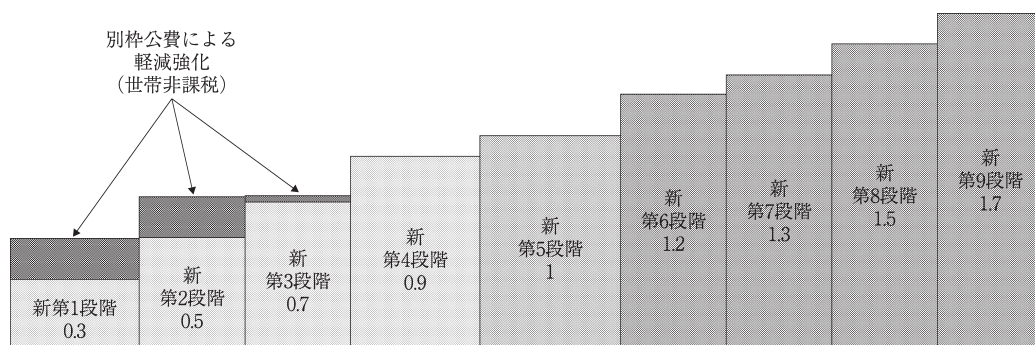 別枠公費による
軽減強化
（世帯非課税）
新第1段階
0.3
新
第2段階
0.5
新
第3段階
0.7
新
第4段階
0.9
新
第5段階
1
新
第6段階
1.2
新
第7段階
1.3
新
第8段階
1.5
新
第9段階
1.7